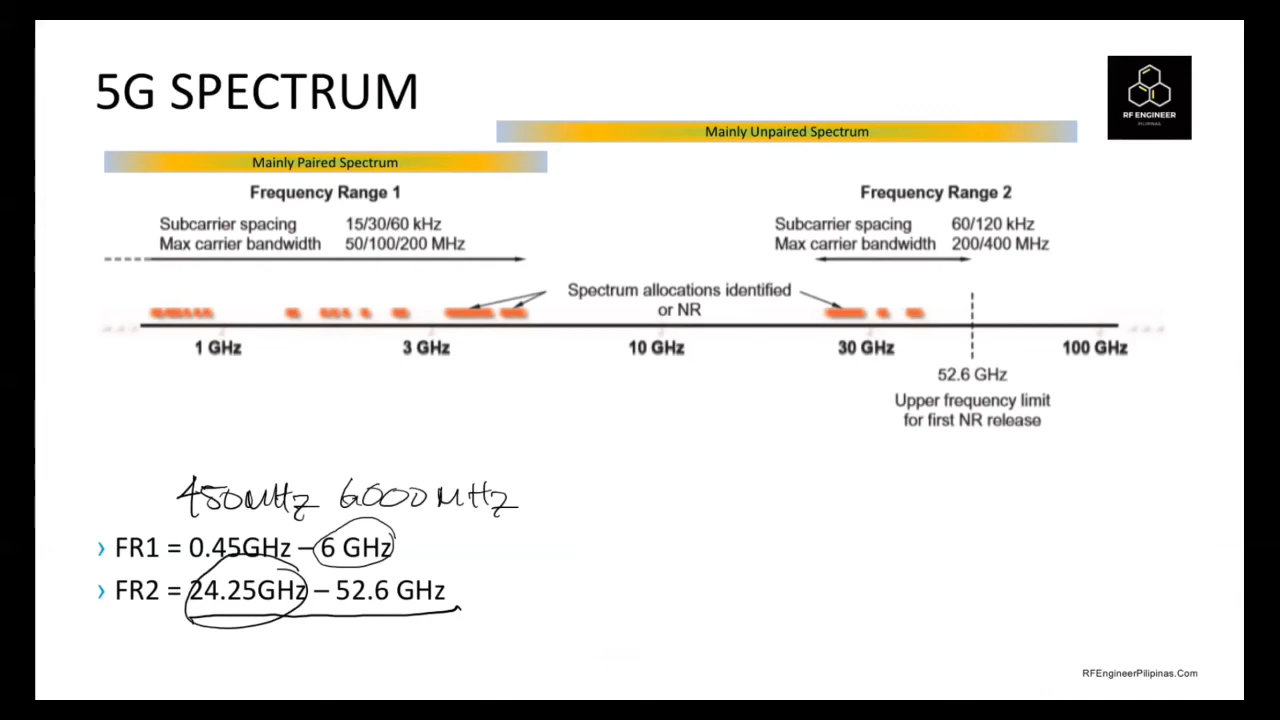 5G SPECTRUM
RF ENGINEER
PILIPINAS
Mainly Unpaired Spectrum
Mainly Paired Spectrum
Frequency Range 1
Frequency Range 2
Subcarrier spacing 15/30/60 kHz
Max carrier bandwidth 50/100/200 MHz
Subcarrier spacing 60/120 kHz
Max carrier bandwidth 200/400 MHz
Spectrum allocations identified
or NR
1 GHz 3 GHz 10 GHz 30 GHz 100 GHz
52.6 GHz
Upper frequency limit
for first NR release
450MHz 6000MHz
› FR1 = 0.45GHz – 6 GHz
› FR2 = 24.25GHz – 52.6 GHz
RFEngineerPilipinas.Com